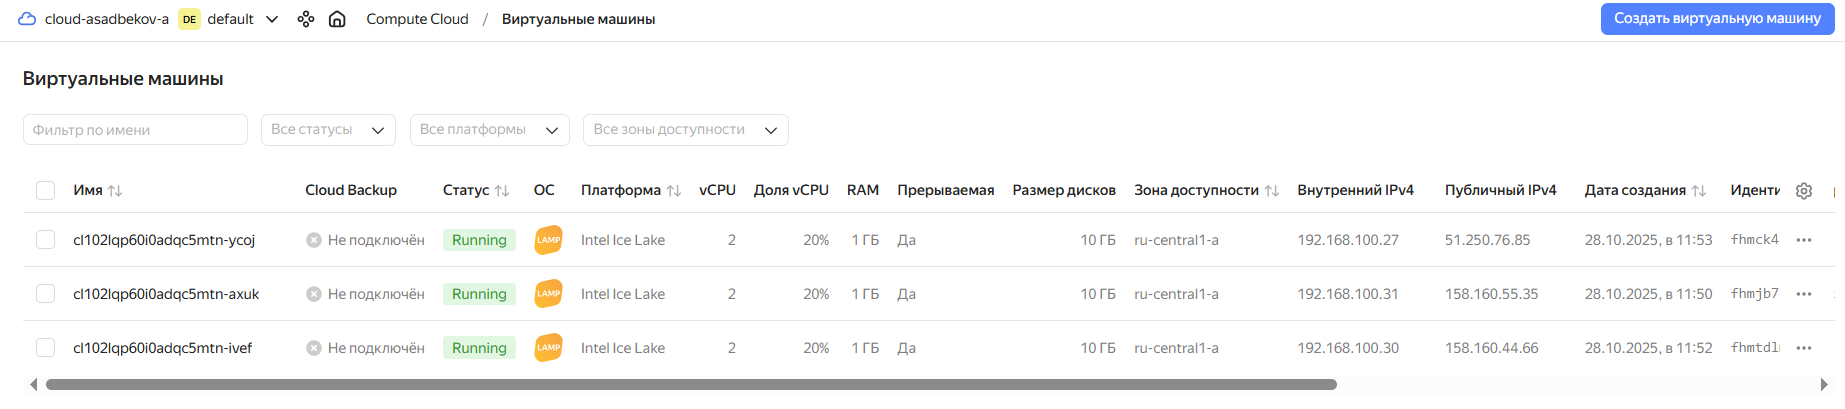 cloud-asadbekov-a DE default Compute Cloud / Виртуальные машины Создать виртуальную машину
Виртуальные машины
Фильтр по имени Все статусы Все платформы Все зоны доступности
Имя Cloud Backup Статус ОС Платформа vCPU Доля vCPU RAM Прерываемая Размер дисков Зона доступности Внутренний IPv4 Публичный IPv4 Дата создания Иденти
cl102lqp60i0adqc5mtn-ycoj Не подключён Running LAMP Intel Ice Lake 2 20% 1 ГБ Да 10 ГБ ru-central1-a 192.168.100.27 51.250.76.85 28.10.2025, в 11:53 fhmck4
cl102lqp60i0adqc5mtn-axuk Не подключён Running LAMP Intel Ice Lake 2 20% 1 ГБ Да 10 ГБ ru-central1-a 192.168.100.31 158.160.55.35 28.10.2025, в 11:50 fhmjb7
cl102lqp60i0adqc5mtn-ivef Не подключён Running LAMP Intel Ice Lake 2 20% 1 ГБ Да 10 ГБ ru-central1-a 192.168.100.30 158.160.44.66 28.10.2025, в 11:52 fhmtdl